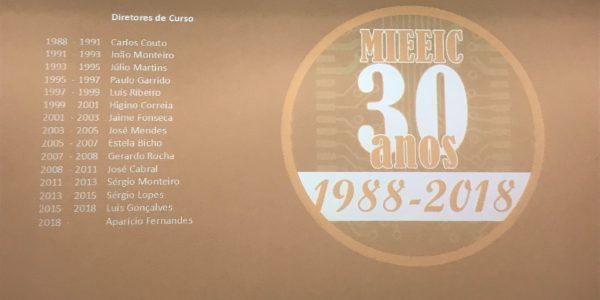 Diretores de Curso
1988 - 1991 Carlos Couto
1991 - 1993 João Monteiro
1993 - 1995 Júlio Martins
1995 - 1997 Paulo Garrido
1997 - 1999 Luís Ribeiro
1999 2001 Higino Correia
2001 - 2003 Jaime Fonseca
2003 2005 José Mendes
2005 - 2007 Estela Bicho
2007 - 2008 Gerardo Rocha
2008 - 2011 José Cabral
2011 - 2013 Sérgio Monteiro
2013 - 2015 Sérgio Lopes
2015 2018 Luís Gonçalves
2018 - Aparício Fernandes
MIEEIC
30
anos
1988-2018